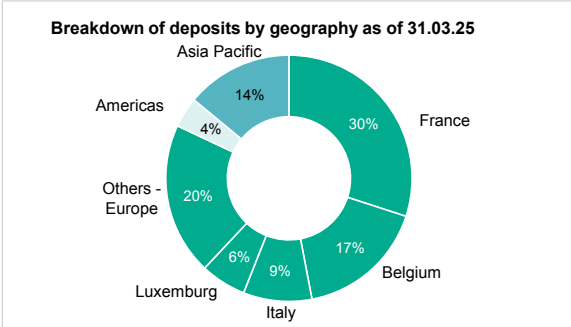 Breakdown of deposits by geography as of 31.03.25
Asia Pacific
14%
Americas
4%
30%
France
Others -
Europe
20%
17%
Belgium
6%
9%
Luxemburg
Italy